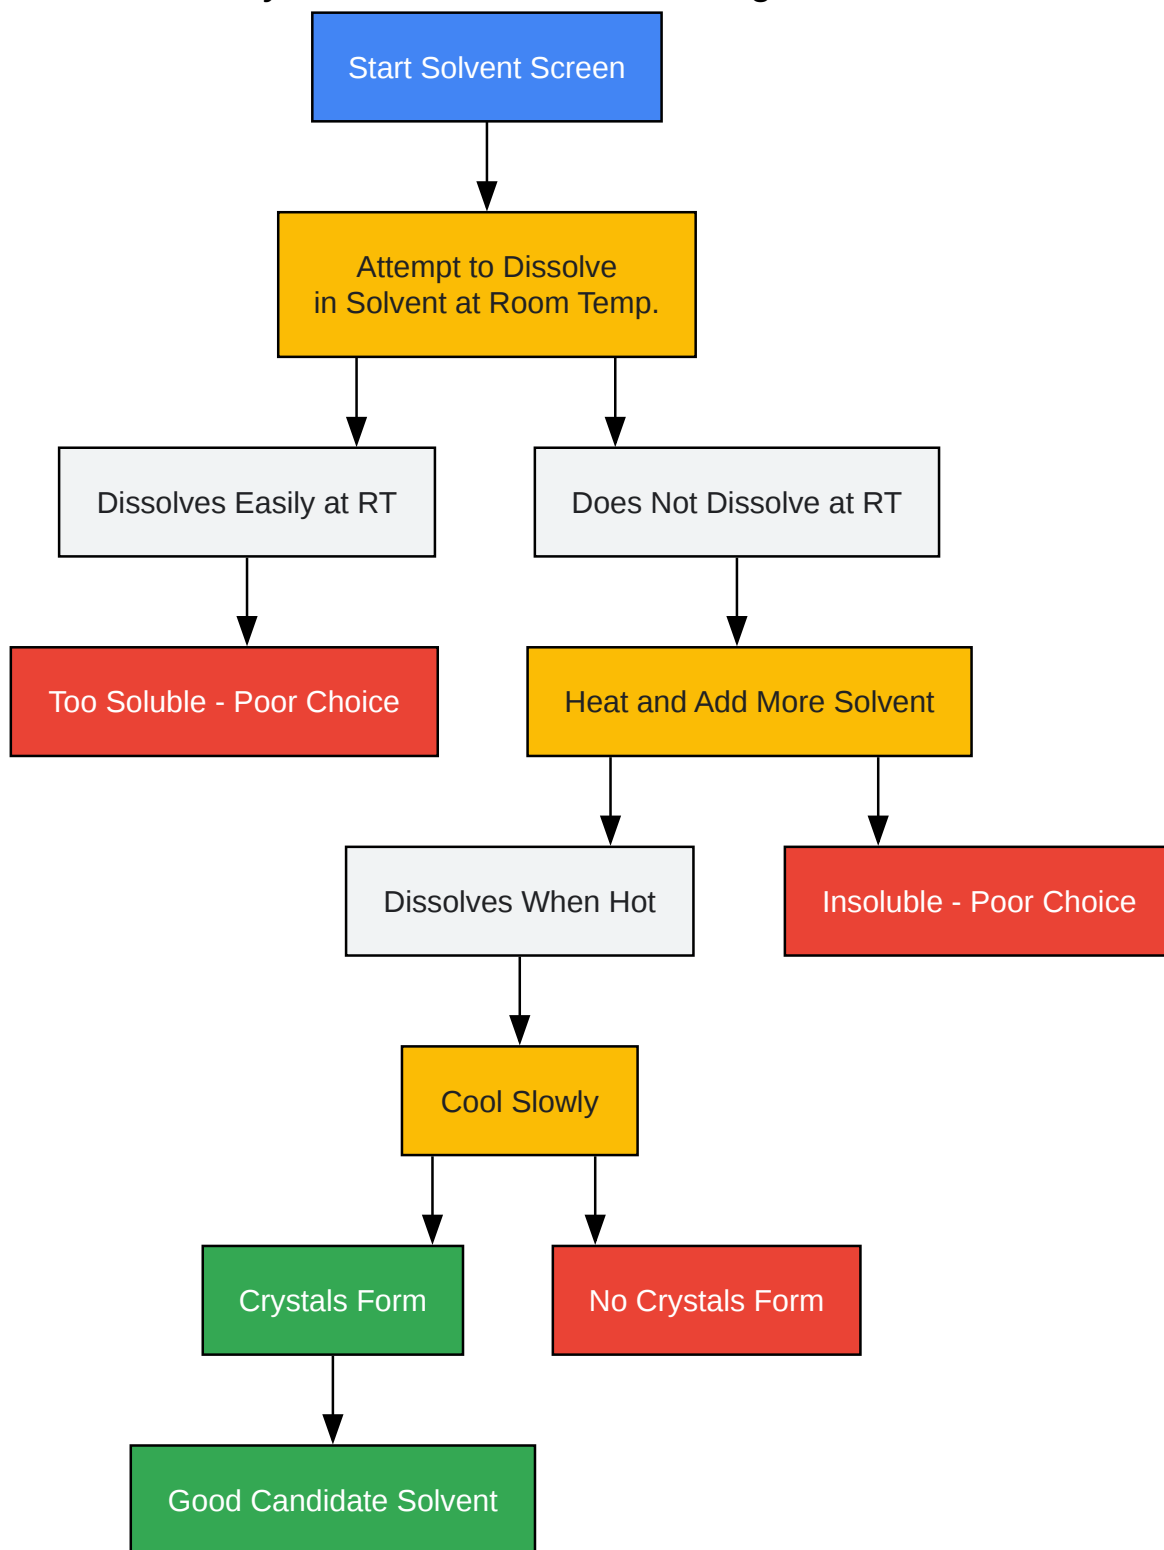 Start Solvent Screen
Attempt to Dissolve
in Solvent at Room Temp.
Dissolves Easily at RT
Does Not Dissolve at RT
Too Soluble - Poor Choice
Heat and Add More Solvent
Dissolves When Hot
Insoluble - Poor Choice
Cool Slowly
Crystals Form
No Crystals Form
Good Candidate Solvent